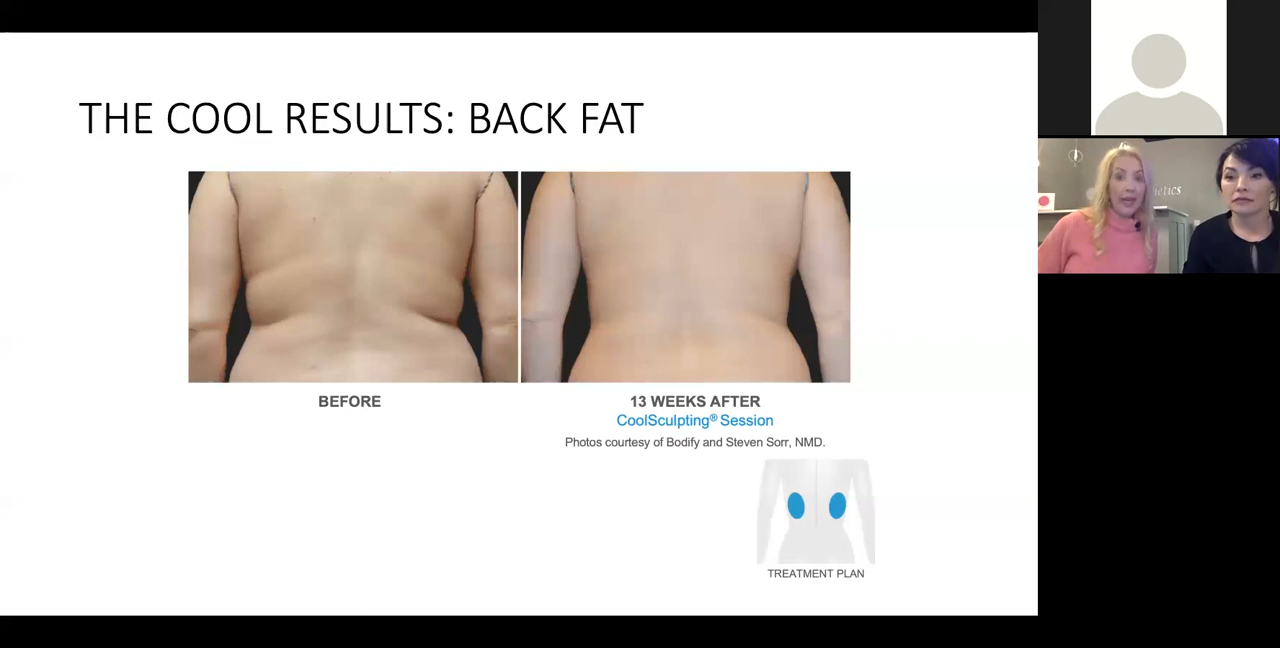 THE COOL RESULTS: BACK FAT
BEFORE
13 WEEKS AFTER
CoolSculpting® Session
Photos courtesy of Bodify and Steven Sorr, NMD.
TREATMENT PLAN